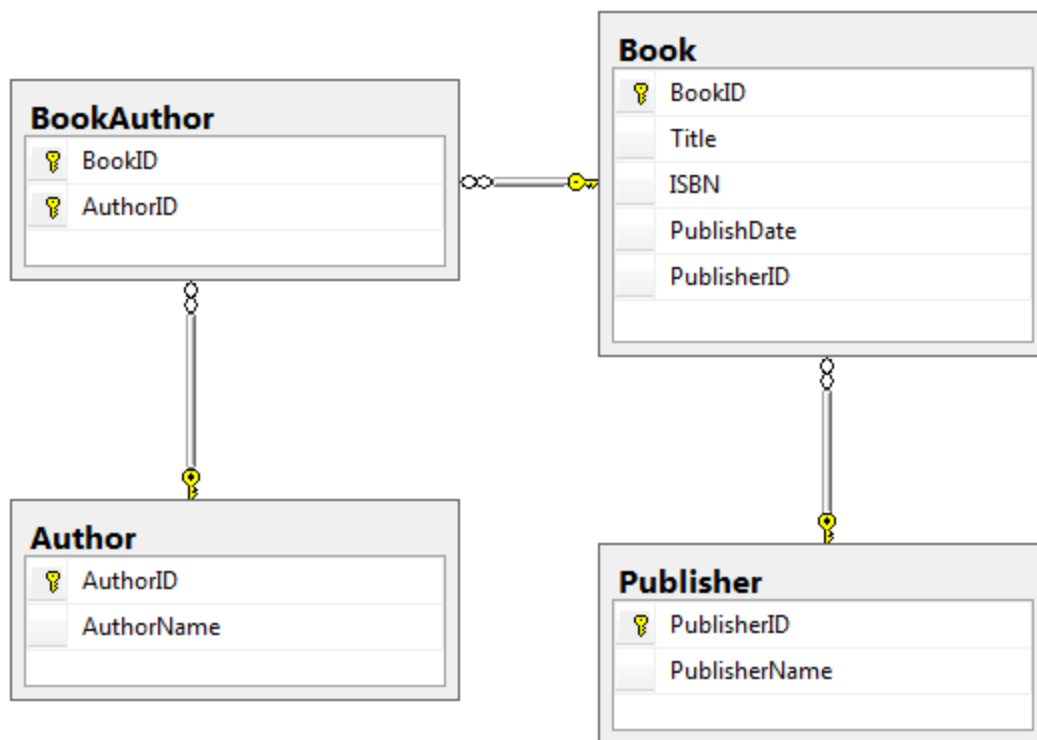 BookAuthor
BookID
AuthorID
Book
BookID
Title
ISBN
PublishDate
PublisherID
Author
AuthorID
AuthorName
Publisher
PublisherID
PublisherName